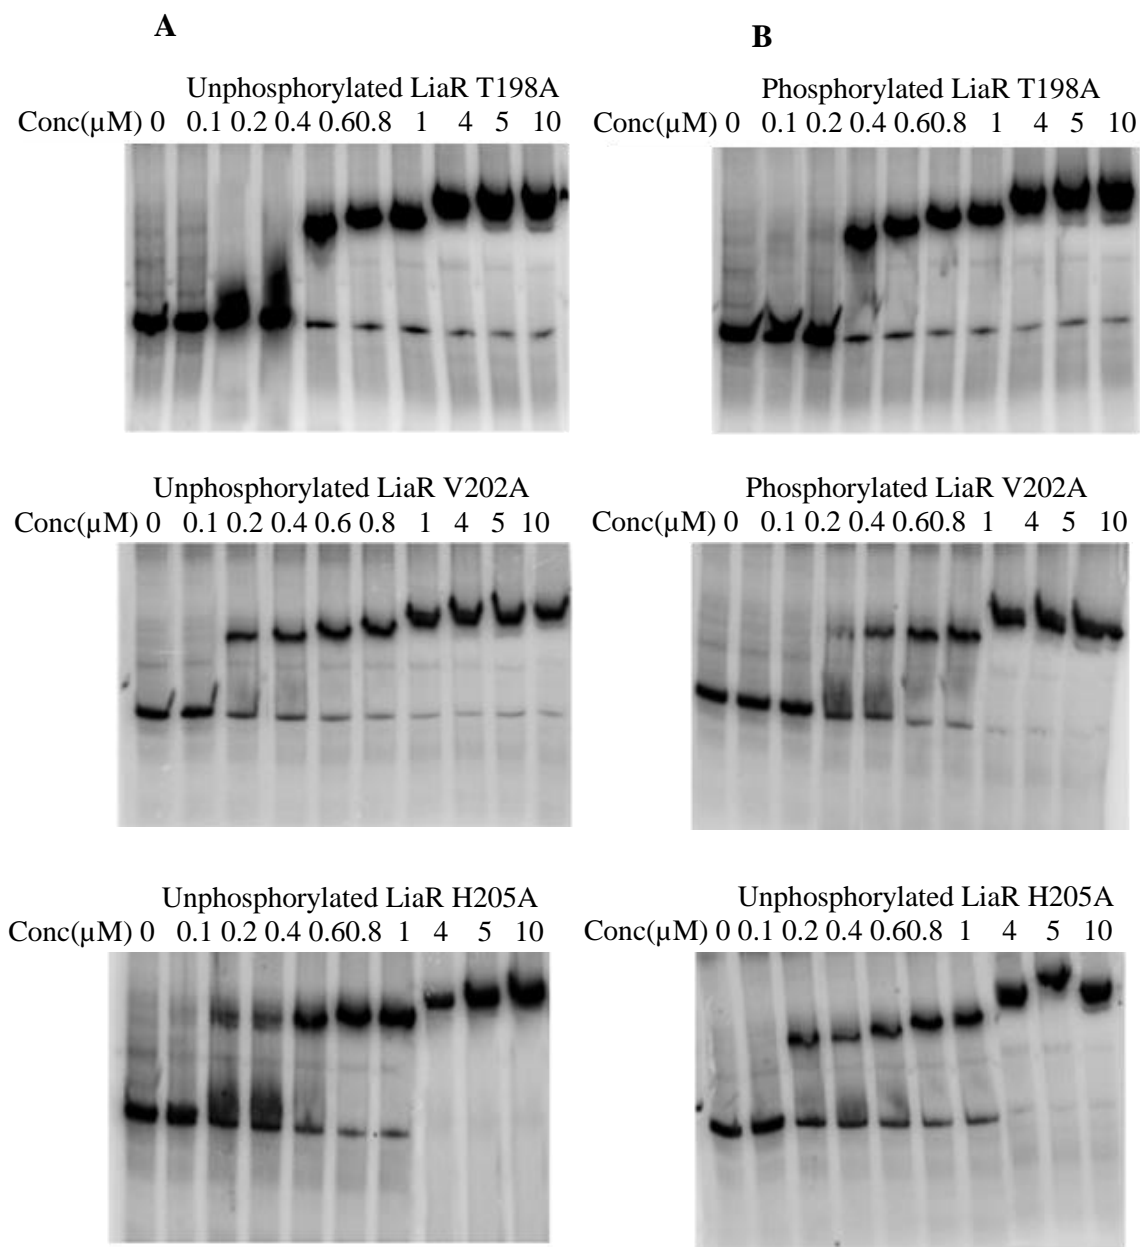 A
B
Unphosphorylated LiaR T198A
Conc(µM) 0 0.1 0.2 0.4 0.60.8 1 4 5 10
Phosphorylated LiaR T198A
Conc(µM) 0 0.1 0.2 0.4 0.60.8 1 4 5 10
Unphosphorylated LiaR V202A
Conc(µM) 0 0.1 0.2 0.4 0.6 0.8 1 4 5 10
Phosphorylated LiaR V202A
Conc(µM) 0 0.1 0.2 0.4 0.60.8 1 4 5 10
Unphosphorylated LiaR H205A
Conc(µM) 0 0.1 0.2 0.4 0.60.8 1 4 5 10
Unphosphorylated LiaR H205A
Conc(µM) 0 0.1 0.2 0.4 0.60.8 1 4 5 10